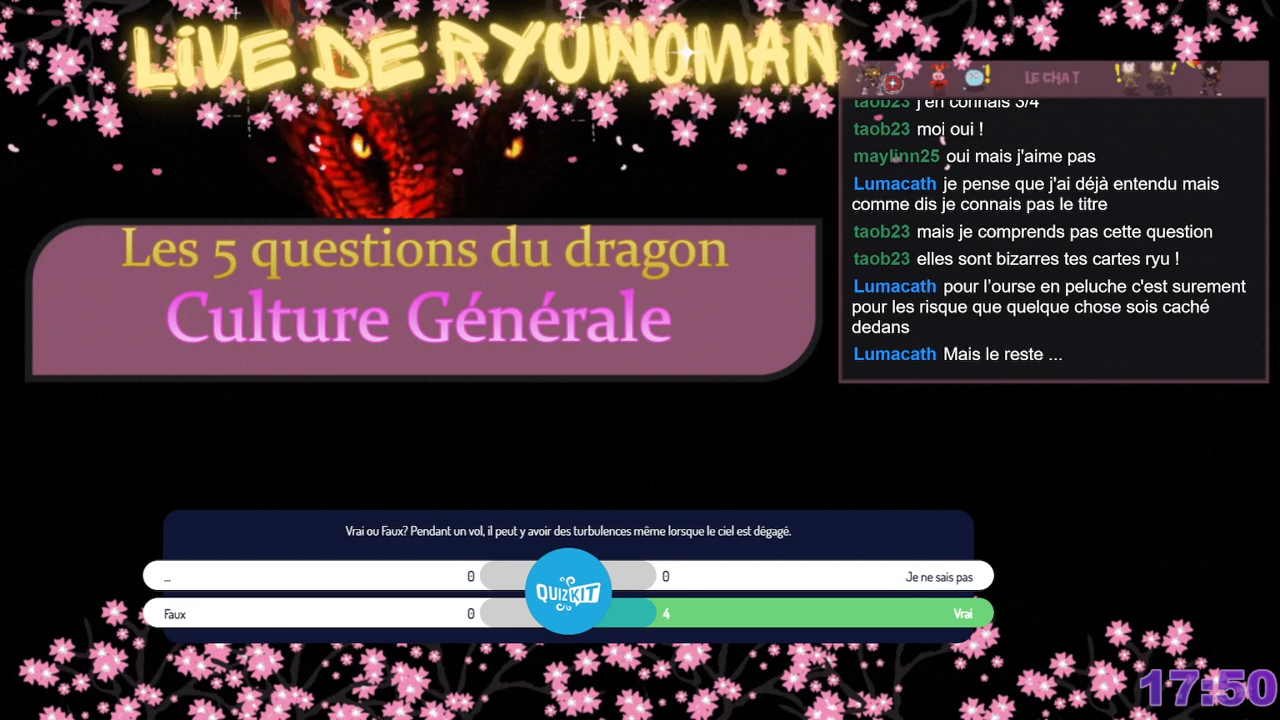 LIVE DE RYUWOMAN
LE CHAT
taob23 j'en connais 3/4
taob23 moi oui !
maylinn25 oui mais j'aime pas
Lumacath je pense que j'ai déjà entendu mais
comme dis je connais pas le titre
taob23 mais je comprends pas cette question
taob23 elles sont bizarres tes cartes ryu !
Lumacath pour l'ourse en peluche c'est surement
pour les risque que quelque chose sois caché
dedans
Lumacath Mais le reste ...
Les 5 questions du dragon
Culture Générale
Vrai ou Faux? Pendant un vol, il peut y avoir des turbulences même lorsque le ciel est dégagé.
... 0 0 Je ne sais pas
QUIZKIT
Faux 0 4 Vrai
17:50